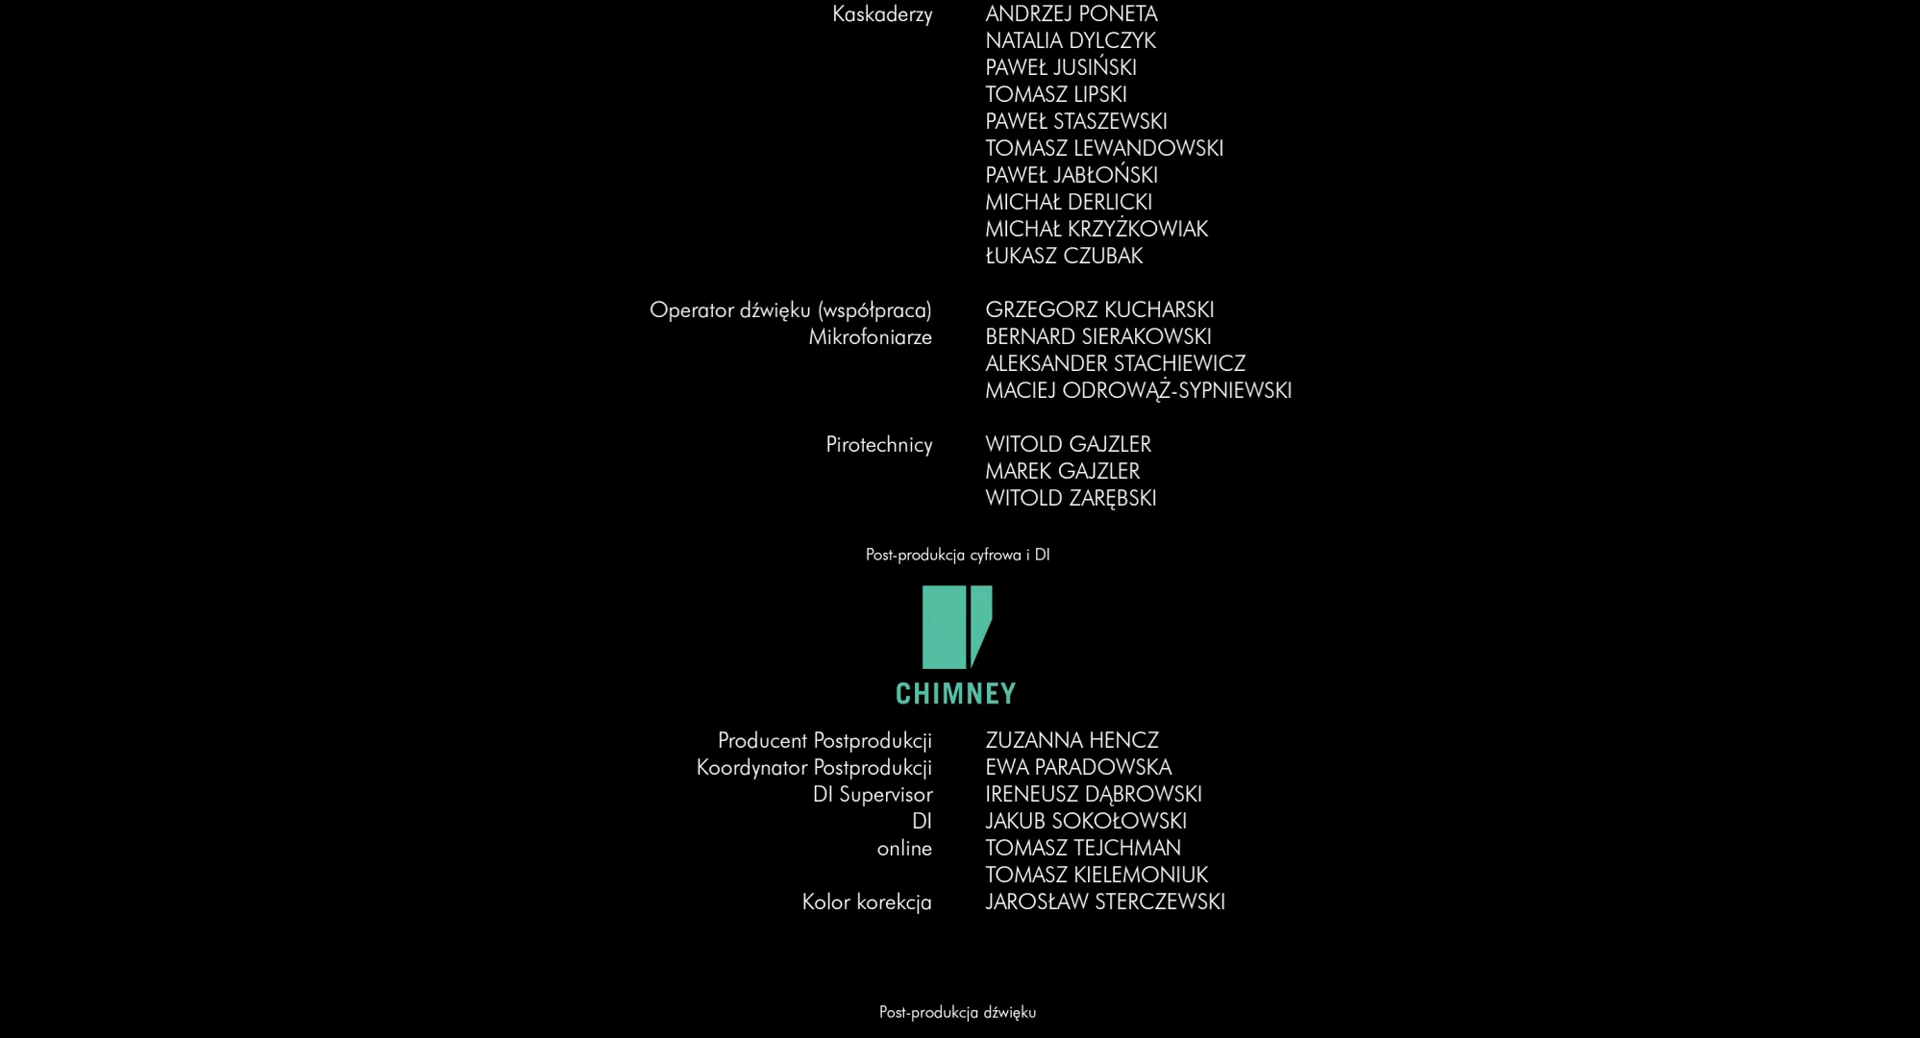 Kaskaderzy ANDRZEJ PONETA
NATALIA DYLCZYK
PAWEŁ JUSIŃSKI
TOMASZ LIPSKI
PAWEŁ STASZEWSKI
TOMASZ LEWANDOWSKI
PAWEŁ JABŁOŃSKI
MICHAŁ DERLICKI
MICHAŁ KRZYŻKOWIAK
ŁUKASZ CZUBAK
Operator dźwięku (współpraca) GRZEGORZ KUCHARSKI
Mikrofoniarze BERNARD SIERAKOWSKI
ALEKSANDER STACHIEWICZ
MACIEJ ODROWĄŻ-SYPNIEWSKI
Pirotechnicy WITOLD GAJZLER
MAREK GAJZLER
WITOLD ZARĘBSKI
Post-produkcja cyfrowa i DI
CHIMNEY
Producent Postprodukcji ZUZANNA HENCZ
Koordynator Postprodukcji EWA PARADOWSKA
DI Supervisor IRENEUSZ DĄBROWSKI
DI JAKUB SOKOŁOWSKI
online TOMASZ TEJCHMAN
TOMASZ KIELEMONIUK
Kolor korekcja JAROSŁAW STERCZEWSKI
Post-produkcja dźwięku